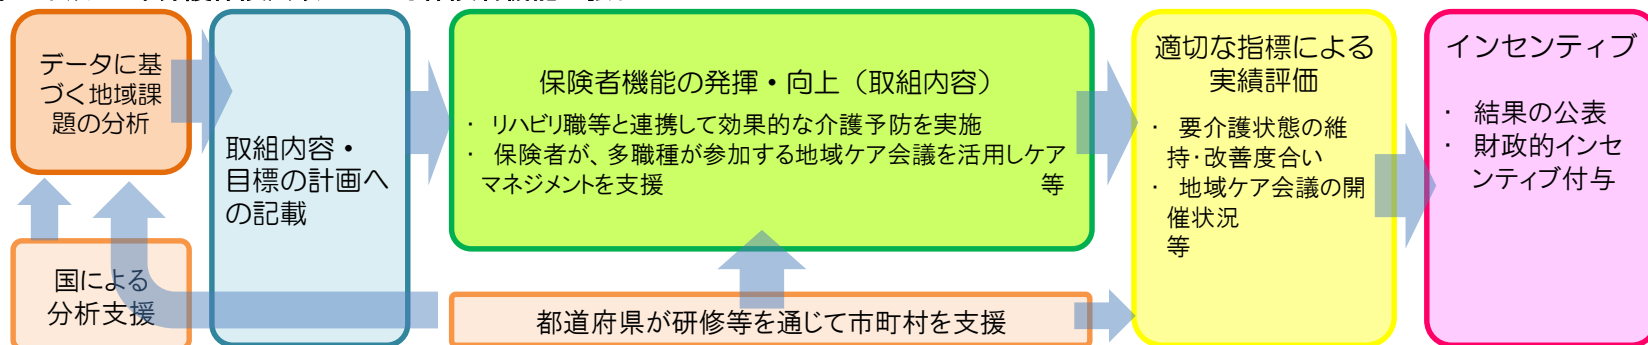 データに基
づく地域課
題の分析
国による
分析支援
取組内容・
目標の計画へ
の記載
保険者機能の発揮・向上（取組内容）
・ リハビリ職等と連携して効果的な介護予防を実施
・ 保険者が、多職種が参加する地域ケア会議を活用しケア
マネジメントを支援 等
都道府県が研修等を通じて市町村を支援
適切な指標による
実績評価
・ 要介護状態の維
持・改善度合い
・ 地域ケア会議の開
催状況
等
インセンティブ
・ 結果の公表
・ 財政的インセ
ンティブ付与